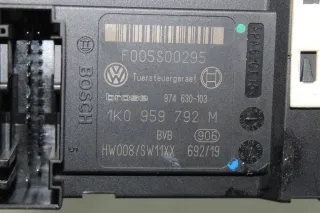 F005S00295
Tuersteuergeraet
brose 974 630-103
1K0 959 792 M
BVB 906
HW008/SW11XX 692/19
BOSCH